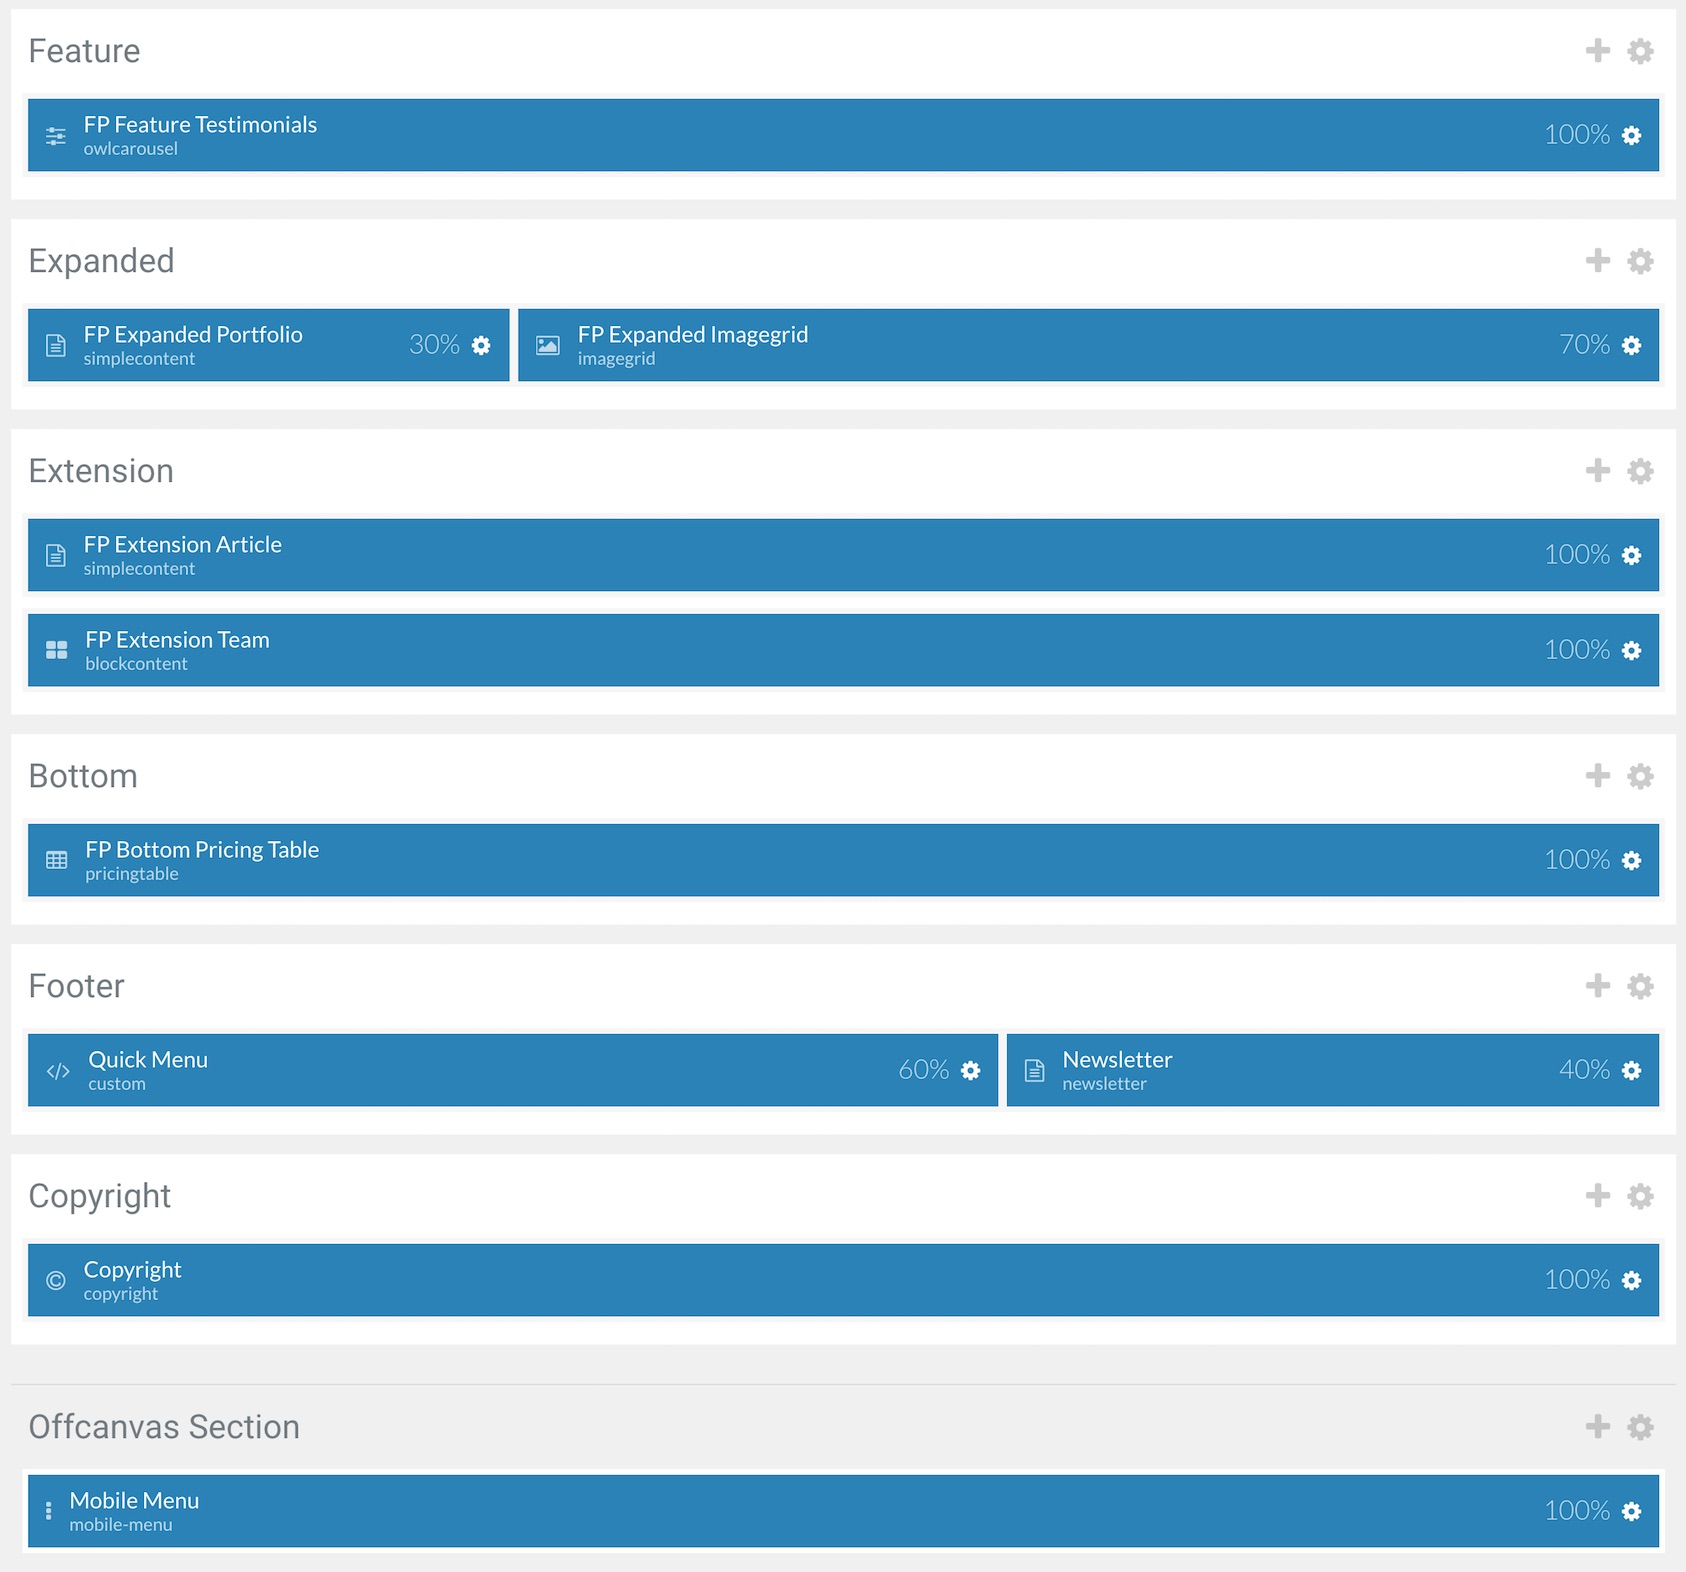 Feature
FP Feature Testimonials
owlcarousel
100%
Expanded
FP Expanded Portfolio
simplecontent
30%
FP Expanded Imagegrid
imagegrid
70%
Extension
FP Extension Article
simplecontent
100%
FP Extension Team
blockcontent
100%
Bottom
FP Bottom Pricing Table
pricingtable
100%
Footer
Quick Menu
custom
60%
Newsletter
newsletter
40%
Copyright
Copyright
copyright
100%
Offcanvas Section
Mobile Menu
mobile-menu
100%